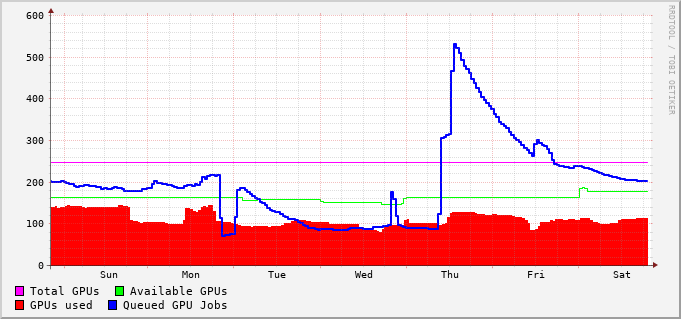 600
500
400
300
200
100
0
Sun Mon Tue Wed Thu Fri Sat
Total GPUs Available GPUs
GPUs used Queued GPU Jobs
RRDTOOL / TOBI OETIKER